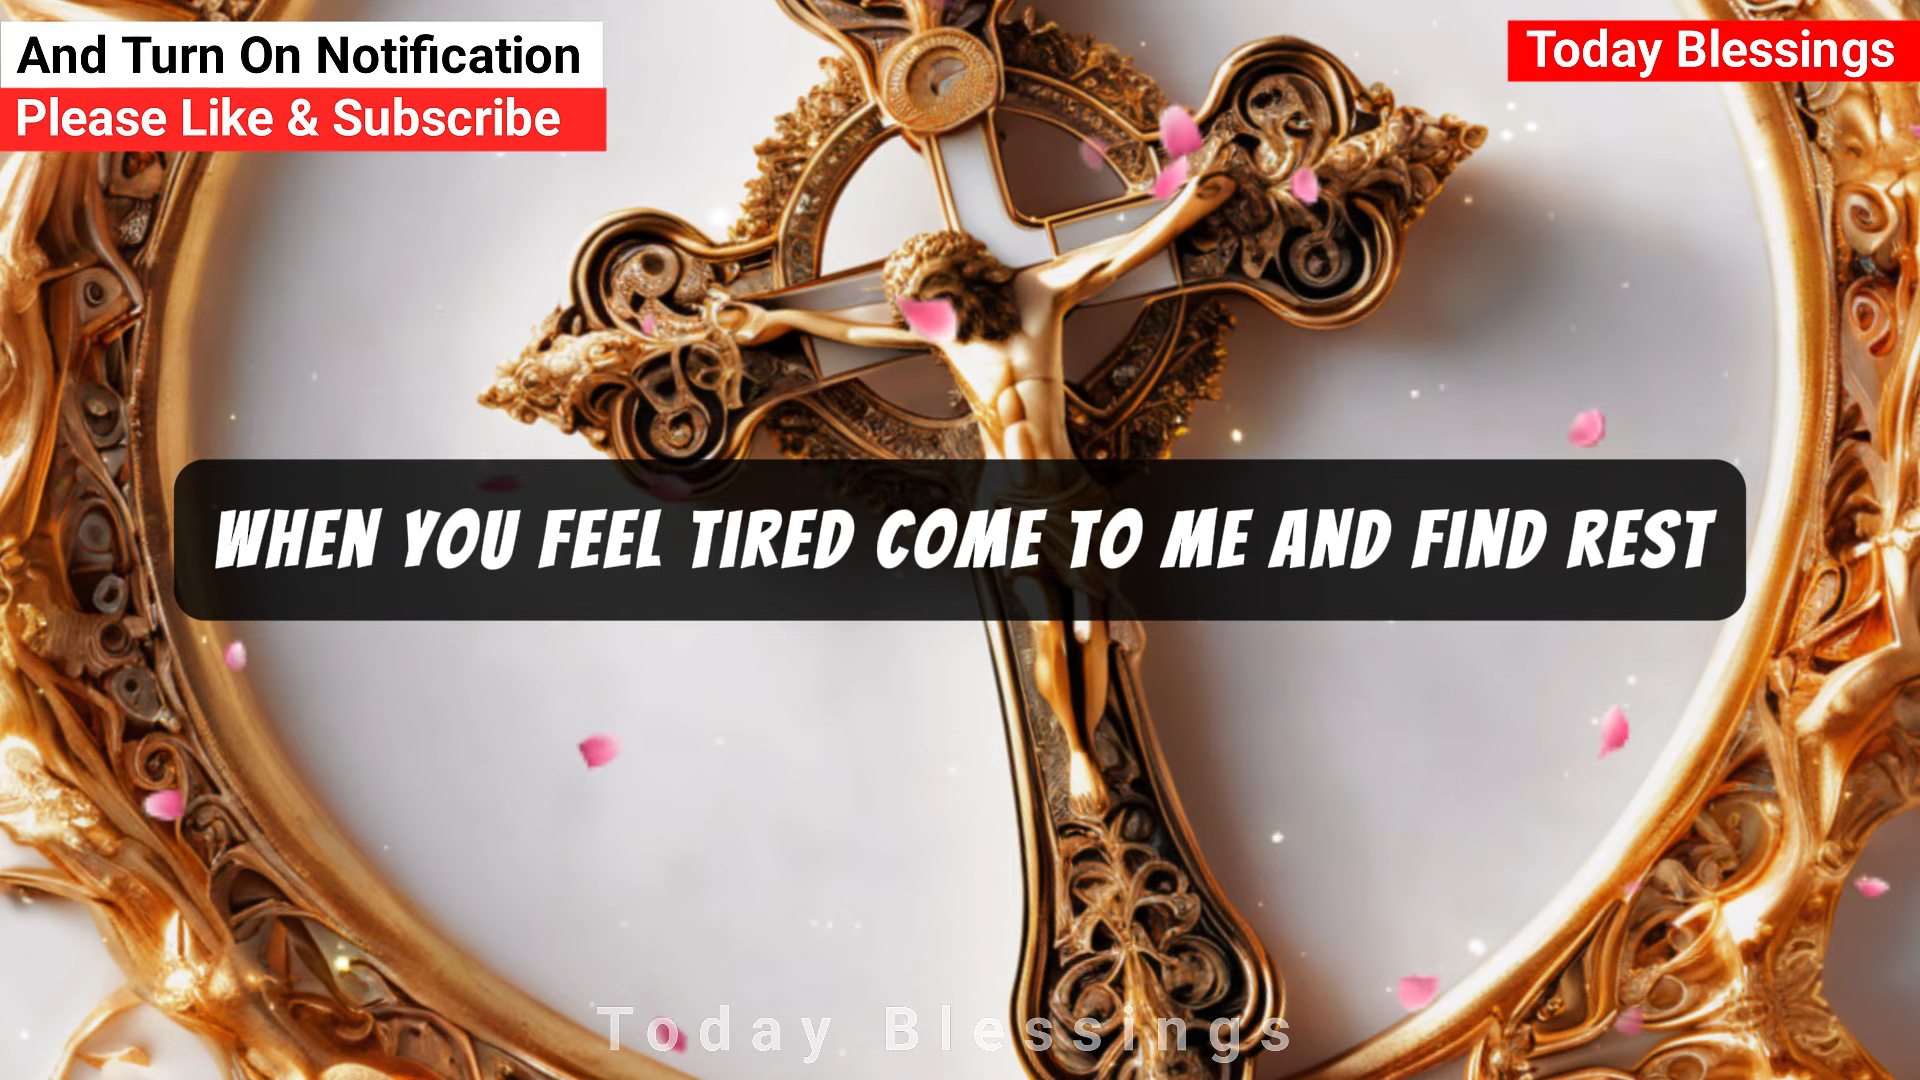 And Turn On Notification
Please Like & Subscribe
Today Blessings
WHEN YOU FEEL TIRED COME TO ME AND FIND REST
Today Blessings